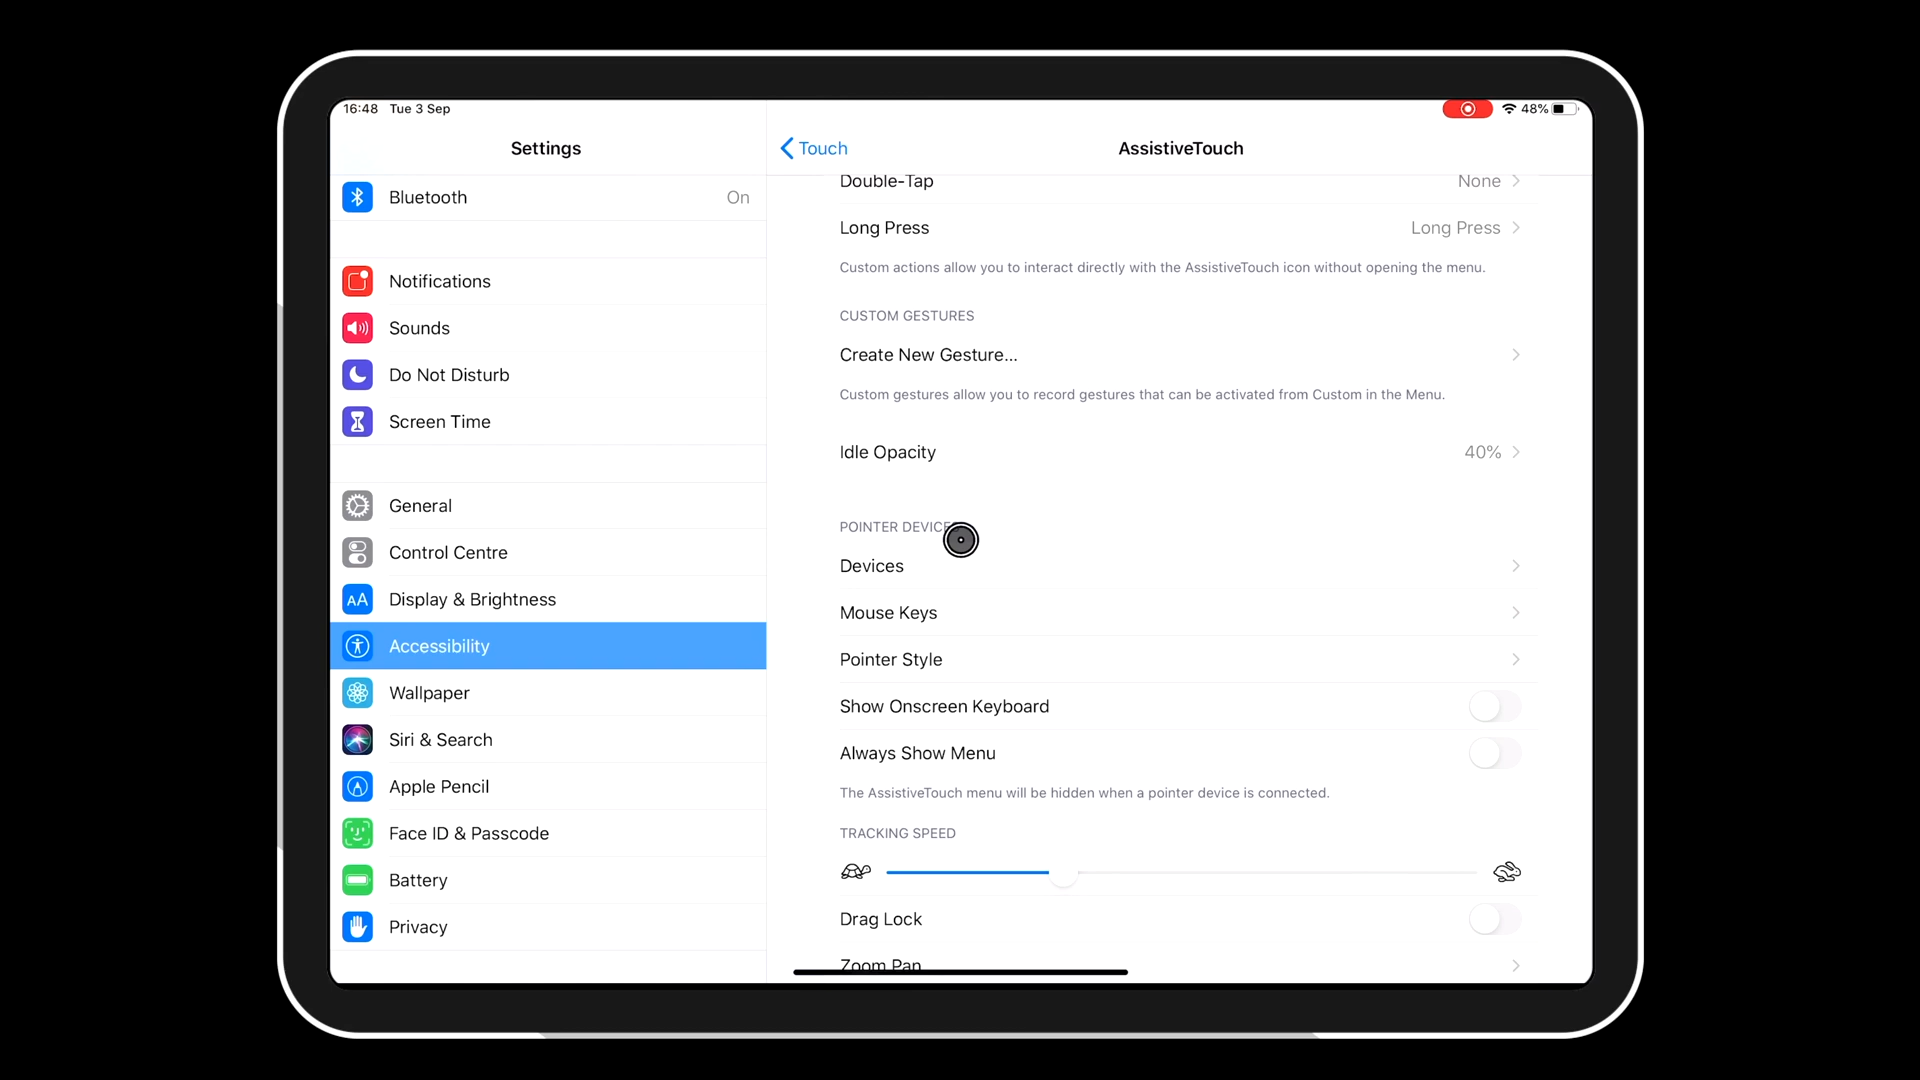 16:48 Tue 3 Sep
48%
Settings
Touch
AssistiveTouch
Bluetooth On
Notifications
Sounds
Do Not Disturb
Screen Time
General
Control Centre
AA Display & Brightness
Accessibility
Wallpaper
Siri & Search
Apple Pencil
Face ID & Passcode
Battery
Privacy
Double-Tap None
Long Press Long Press
Custom actions allow you to interact directly with the AssistiveTouch icon without opening the menu.
CUSTOM GESTURES
Create New Gesture...
Custom gestures allow you to record gestures that can be activated from Custom in the Menu.
Idle Opacity 40%
POINTER DEVICES
Devices
Mouse Keys
Pointer Style
Show Onscreen Keyboard
Always Show Menu
The AssistiveTouch menu will be hidden when a pointer device is connected.
TRACKING SPEED
Drag Lock
Zoom Pan